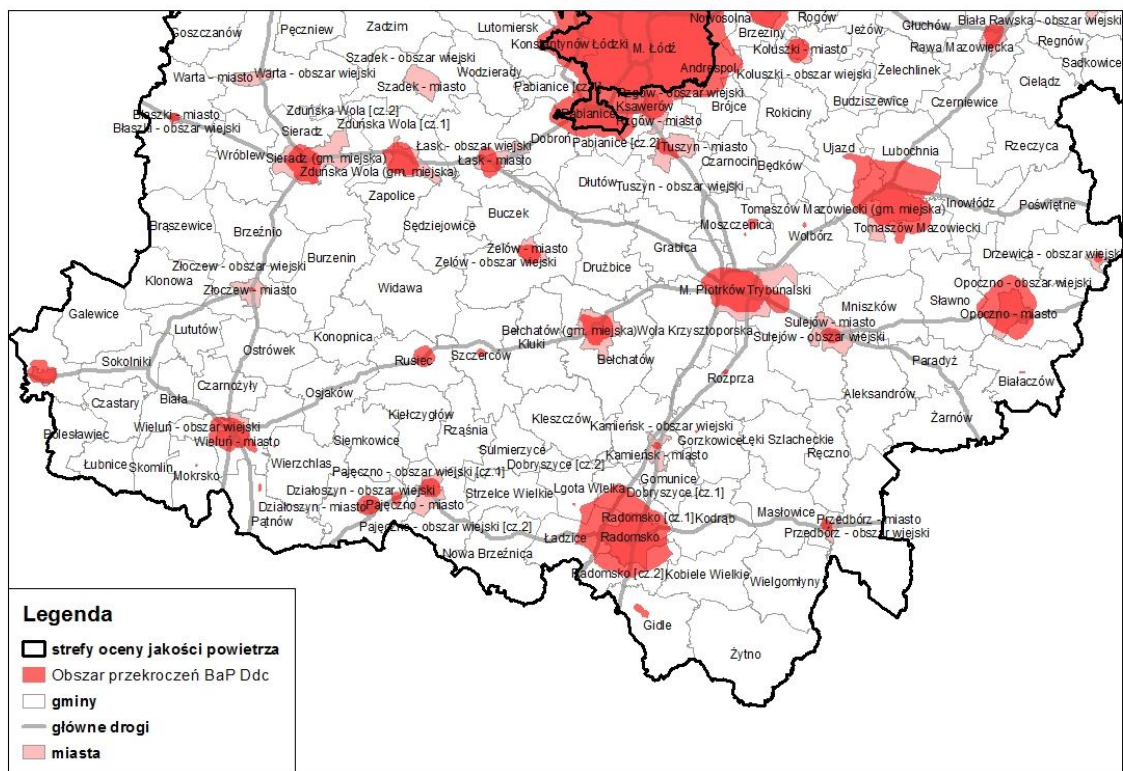 Goszczanów
Pęczniew
Zadzim
Lutomiersk
Nowosolna
Rogów
Głuchów
Biała Rawska - obszar wiejski
Konstantynów Łódzki
M. Łódź
Brzeziny
Jeżów
Rawa Mazowiecka
Regnów
Koluszki - miasto
Sadkowice
Szadek - obszar wiejski
Wodzierady
Andrespol
Żelechlinek
Warta - miasto
Warta - obszar wiejski
Koluszki - obszar wiejski
Cielądz
Szadek - miasto
Rzgów - obszar wiejski
Budziszewice
Ksawerów
Brójce
Czerniewice
Zduńska Wola [cz.2]
Pabianice
Rokiciny
Błaszki - miasto
Rzgów - miasto
Błaszki - obszar wiejski
Sieradz
Zduńska Wola [cz.1]
Dobroń
Pabianice [cz.2]
Tuszyn - miasto
Ujazd
Lubochnia
Rzeczyca
Wróblew
Łask - obszar wiejski
Czarnocin
Będków
Sieradz (gm. miejska)
Łask - miasto
Zduńska Wola (gm. miejska)
Dłutów
Tuszyn - obszar wiejski
Zapolice
Inowłódz
Poświętne
Buczek
Tomaszów Mazowiecki (gm. miejska)
Brąszewice
Brzeźnio
Sędziejowice
Moszczenica
Wolbórz
Tomaszów Mazowiecki
Grabica
Zelów - miasto
Zelów - obszar wiejski
Drzewica - obszar wiejski
Burzenin
Drużbice
Złoczew - obszar wiejski
Klonowa
Opoczno - obszar wiejski
Złoczew - miasto
Widawa
M. Piotrków Trybunalski
Mniszków
Sławno
Galewice
Opoczno - miasto
Lututów
Bełchatów (gm. miejska)
Wola Krzysztoporska
Sulejów - miasto
Konopnica
Kluki
Sulejów - obszar wiejski
Ostrówek
Szczerców
Rusiec
Bełchatów
Paradyż
Sokolniki
Rozprza
Białaczów
Czarnożyły
Osjaków
Aleksandrów
Czastary
Biała
Kiełczygłów
Kleszczów
Żarnów
Bolesławiec
Wieluń - obszar wiejski
Rząśnia
Kamieńsk - obszar wiejski
Wieluń - miasto
Siemkowice
Sulmierzyce
Gorzkowice
Łęki Szlacheckie
Łubnice
Skomlin
Wierzchlas
Pajęczno - obszar wiejski [cz.1]
Dobryszyce [cz.2]
Kamieńsk - miasto
Ręczno
Mokrsko
Gomunice
Działoszyn - obszar wiejski
Strzelce Wielkie
Lgota Wielka
Dobryszyce [cz.1]
Działoszyn - miasto
Pajęczno - miasto
Masłowice
Pątnów
Radomsko [cz.1]
Kodrąb
Przedbórz - miasto
Pajęczno - obszar wiejski [cz.2]
Ładzice
Radomsko
Przedbórz - obszar wiejski
Nowa Brzeźnica
Radomsko [cz.2]
Kobiele Wielkie
Wielgomłyny
Gidle
Żytno
Legenda
strefy oceny jakości powietrza
Obszar przekroczeń BaP Ddc
gminy
główne drogi
miasta